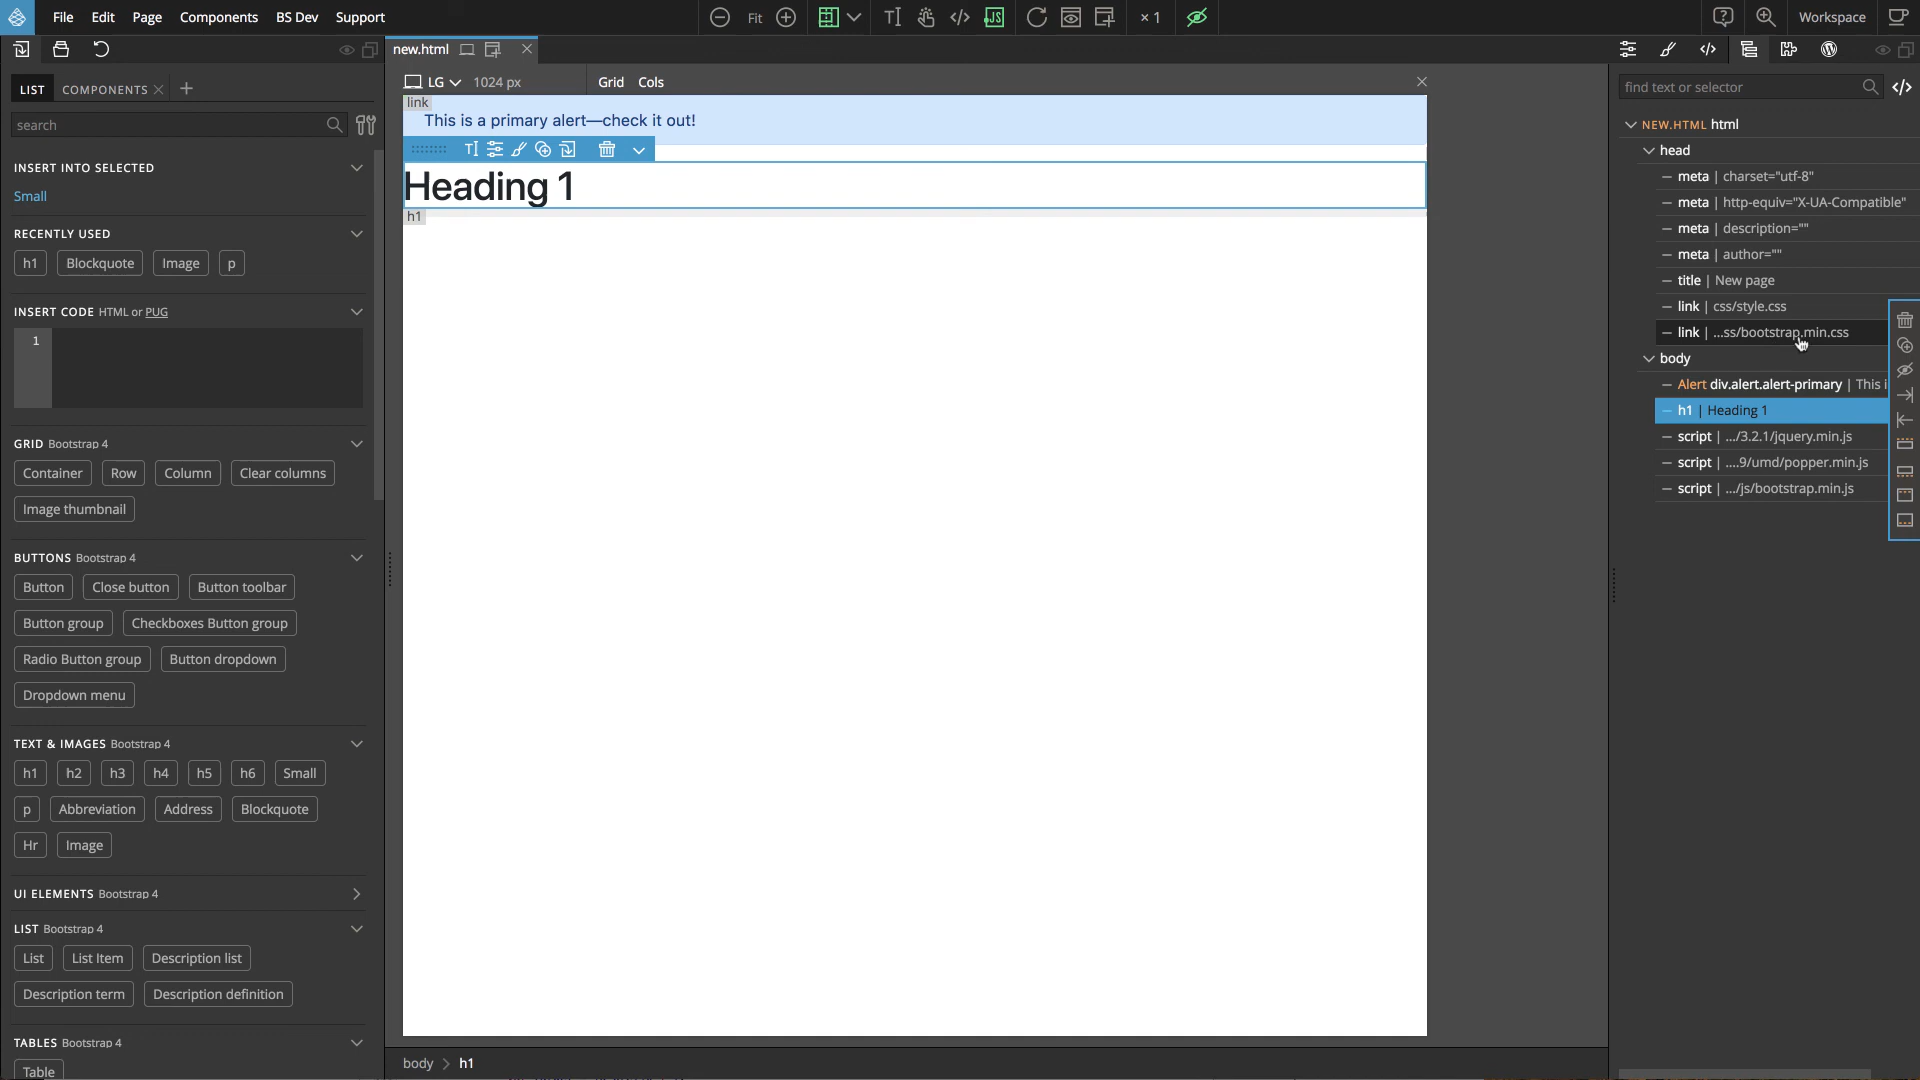 File Edit Page Components BS Dev Support
Fit
JS
× 1
Workspace
new.html
LIST
COMPONENTS
search
INSERT INTO SELECTED
Small
RECENTLY USED
h1 Blockquote Image p
INSERT CODE HTML or PUG
1
GRID Bootstrap 4
Container Row Column Clear columns
Image thumbnail
BUTTONS Bootstrap 4
Button Close button Button toolbar
Button group Checkboxes Button group
Radio Button group Button dropdown
Dropdown menu
TEXT & IMAGES Bootstrap 4
h1 h2 h3 h4 h5 h6 Small
p Abbreviation Address Blockquote
Hr Image
UI ELEMENTS Bootstrap 4
LIST Bootstrap 4
List List Item Description list
Description term Description definition
TABLES Bootstrap 4
Table
LG 1024 px Grid Cols
link
This is a primary alert—check it out!
Heading 1
h1
body > h1
find text or selector
NEW.HTML html
head
meta | charset="utf-8"
meta | http-equiv="X-UA-Compatible"
meta | description=""
meta | author=""
title | New page
link | css/style.css
link | ...ss/bootstrap.min.css
body
Alert div.alert.alert-primary | This i
h1 | Heading 1
script | .../3.2.1/jquery.min.js
script | ....9/umd/popper.min.js
script | .../js/bootstrap.min.js